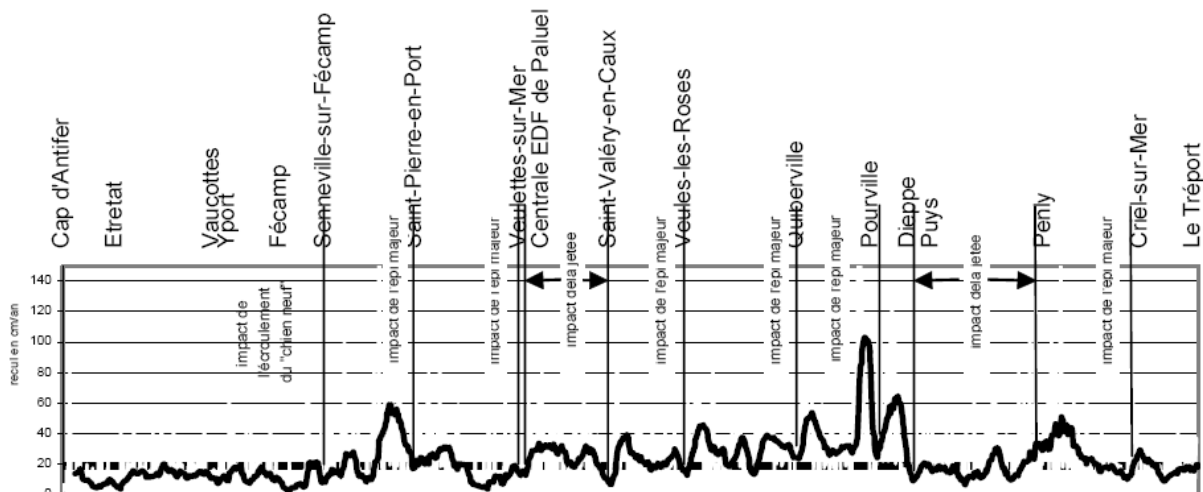 Cap d'Antifer
Etretat
Vaucottes
Yport
Fécamp
Senneville-sur-Fécamp
Saint-Pierre-en-Port
Veulettes-sur-Mer
Centrale EDF de Paluel
Saint-Valéry-en-Caux
Veules-les-Roses
Quiberville
Pourville
Dieppe
Puys
Penly
Criel-sur-Mer
Le Tréport
recul en cm/an
140
120
100
80
60
40
20
0
impact de
l'écroulement
du "chien neuf"
impact de l'épi majeur
impact de l'epi majeur
impact dela jetée
impact de l'epi majeur
impact de l'epi majeur
impact de l'epi majeur
impact de la jetée
impact de l'epi majeur